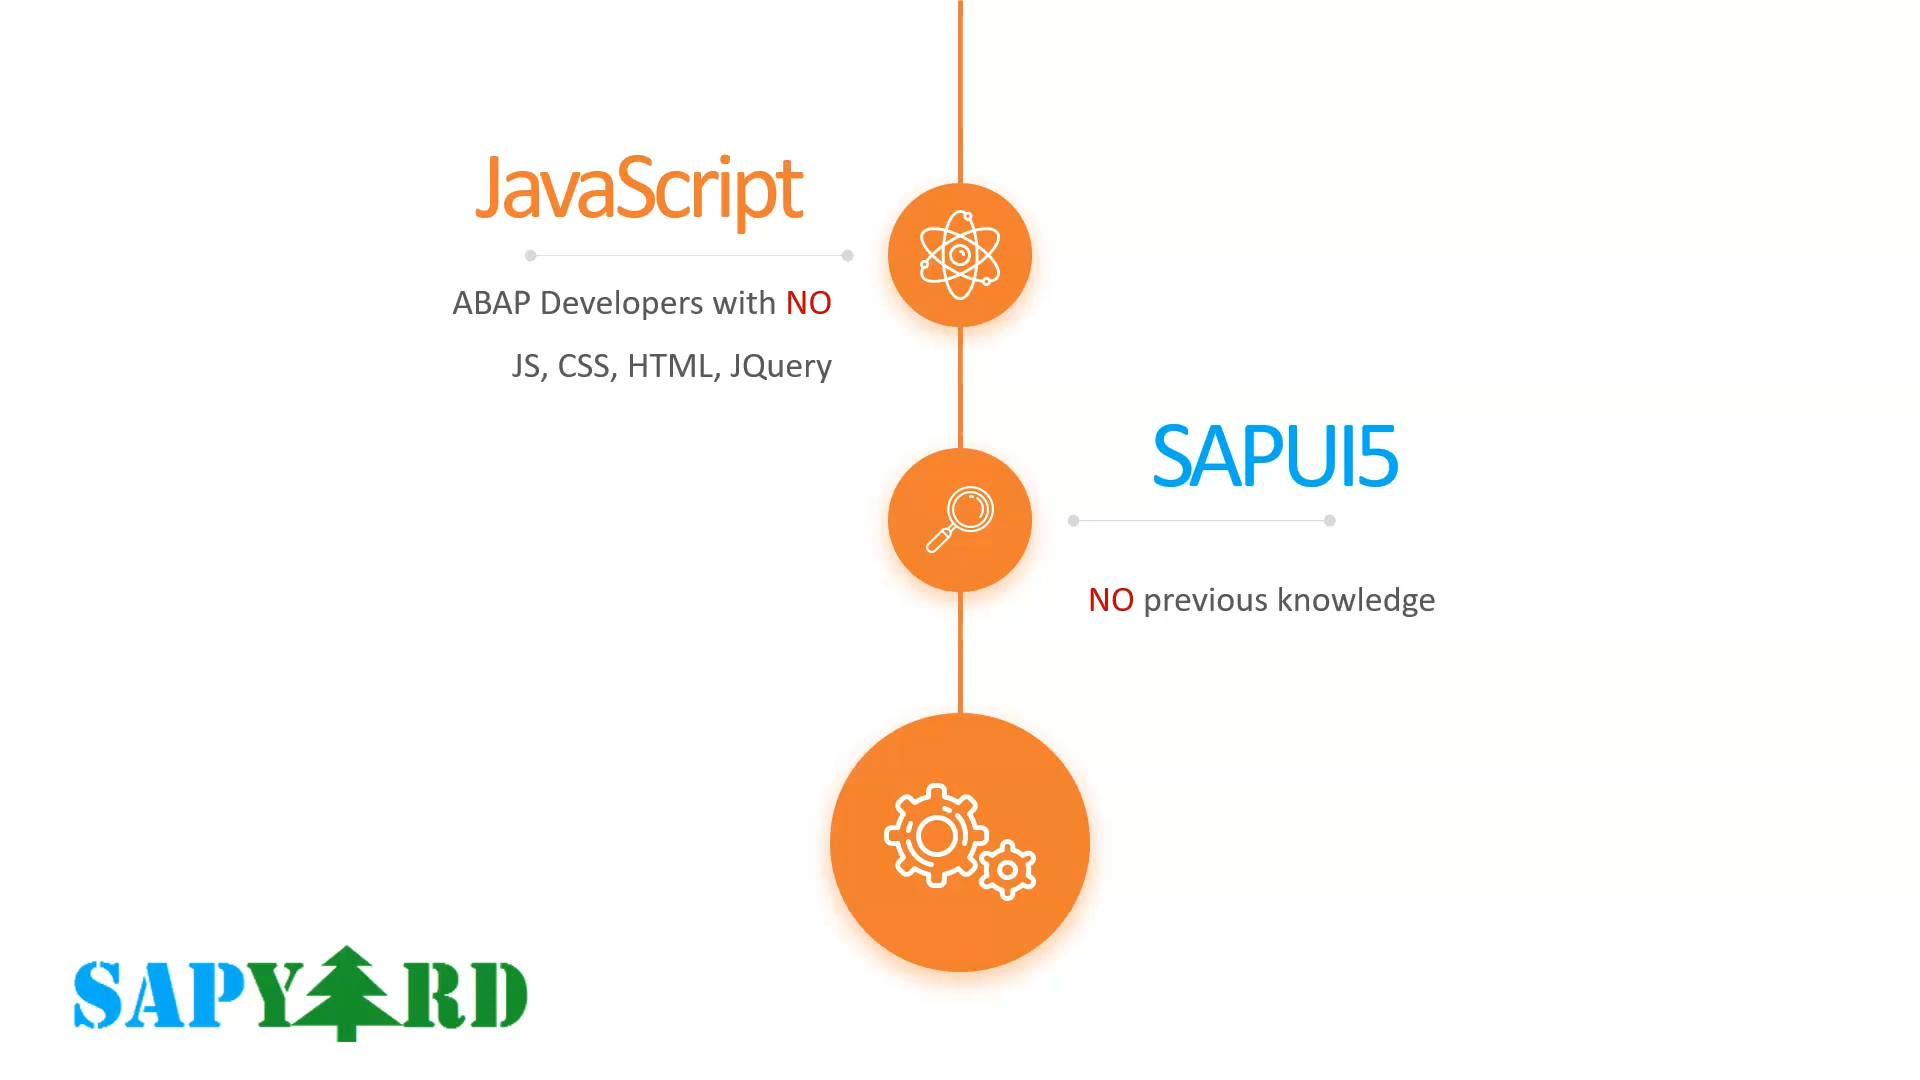 JavaScript
ABAP Developers with NO
JS, CSS, HTML, JQuery
SAPUI5
NO previous knowledge
SAPYARD